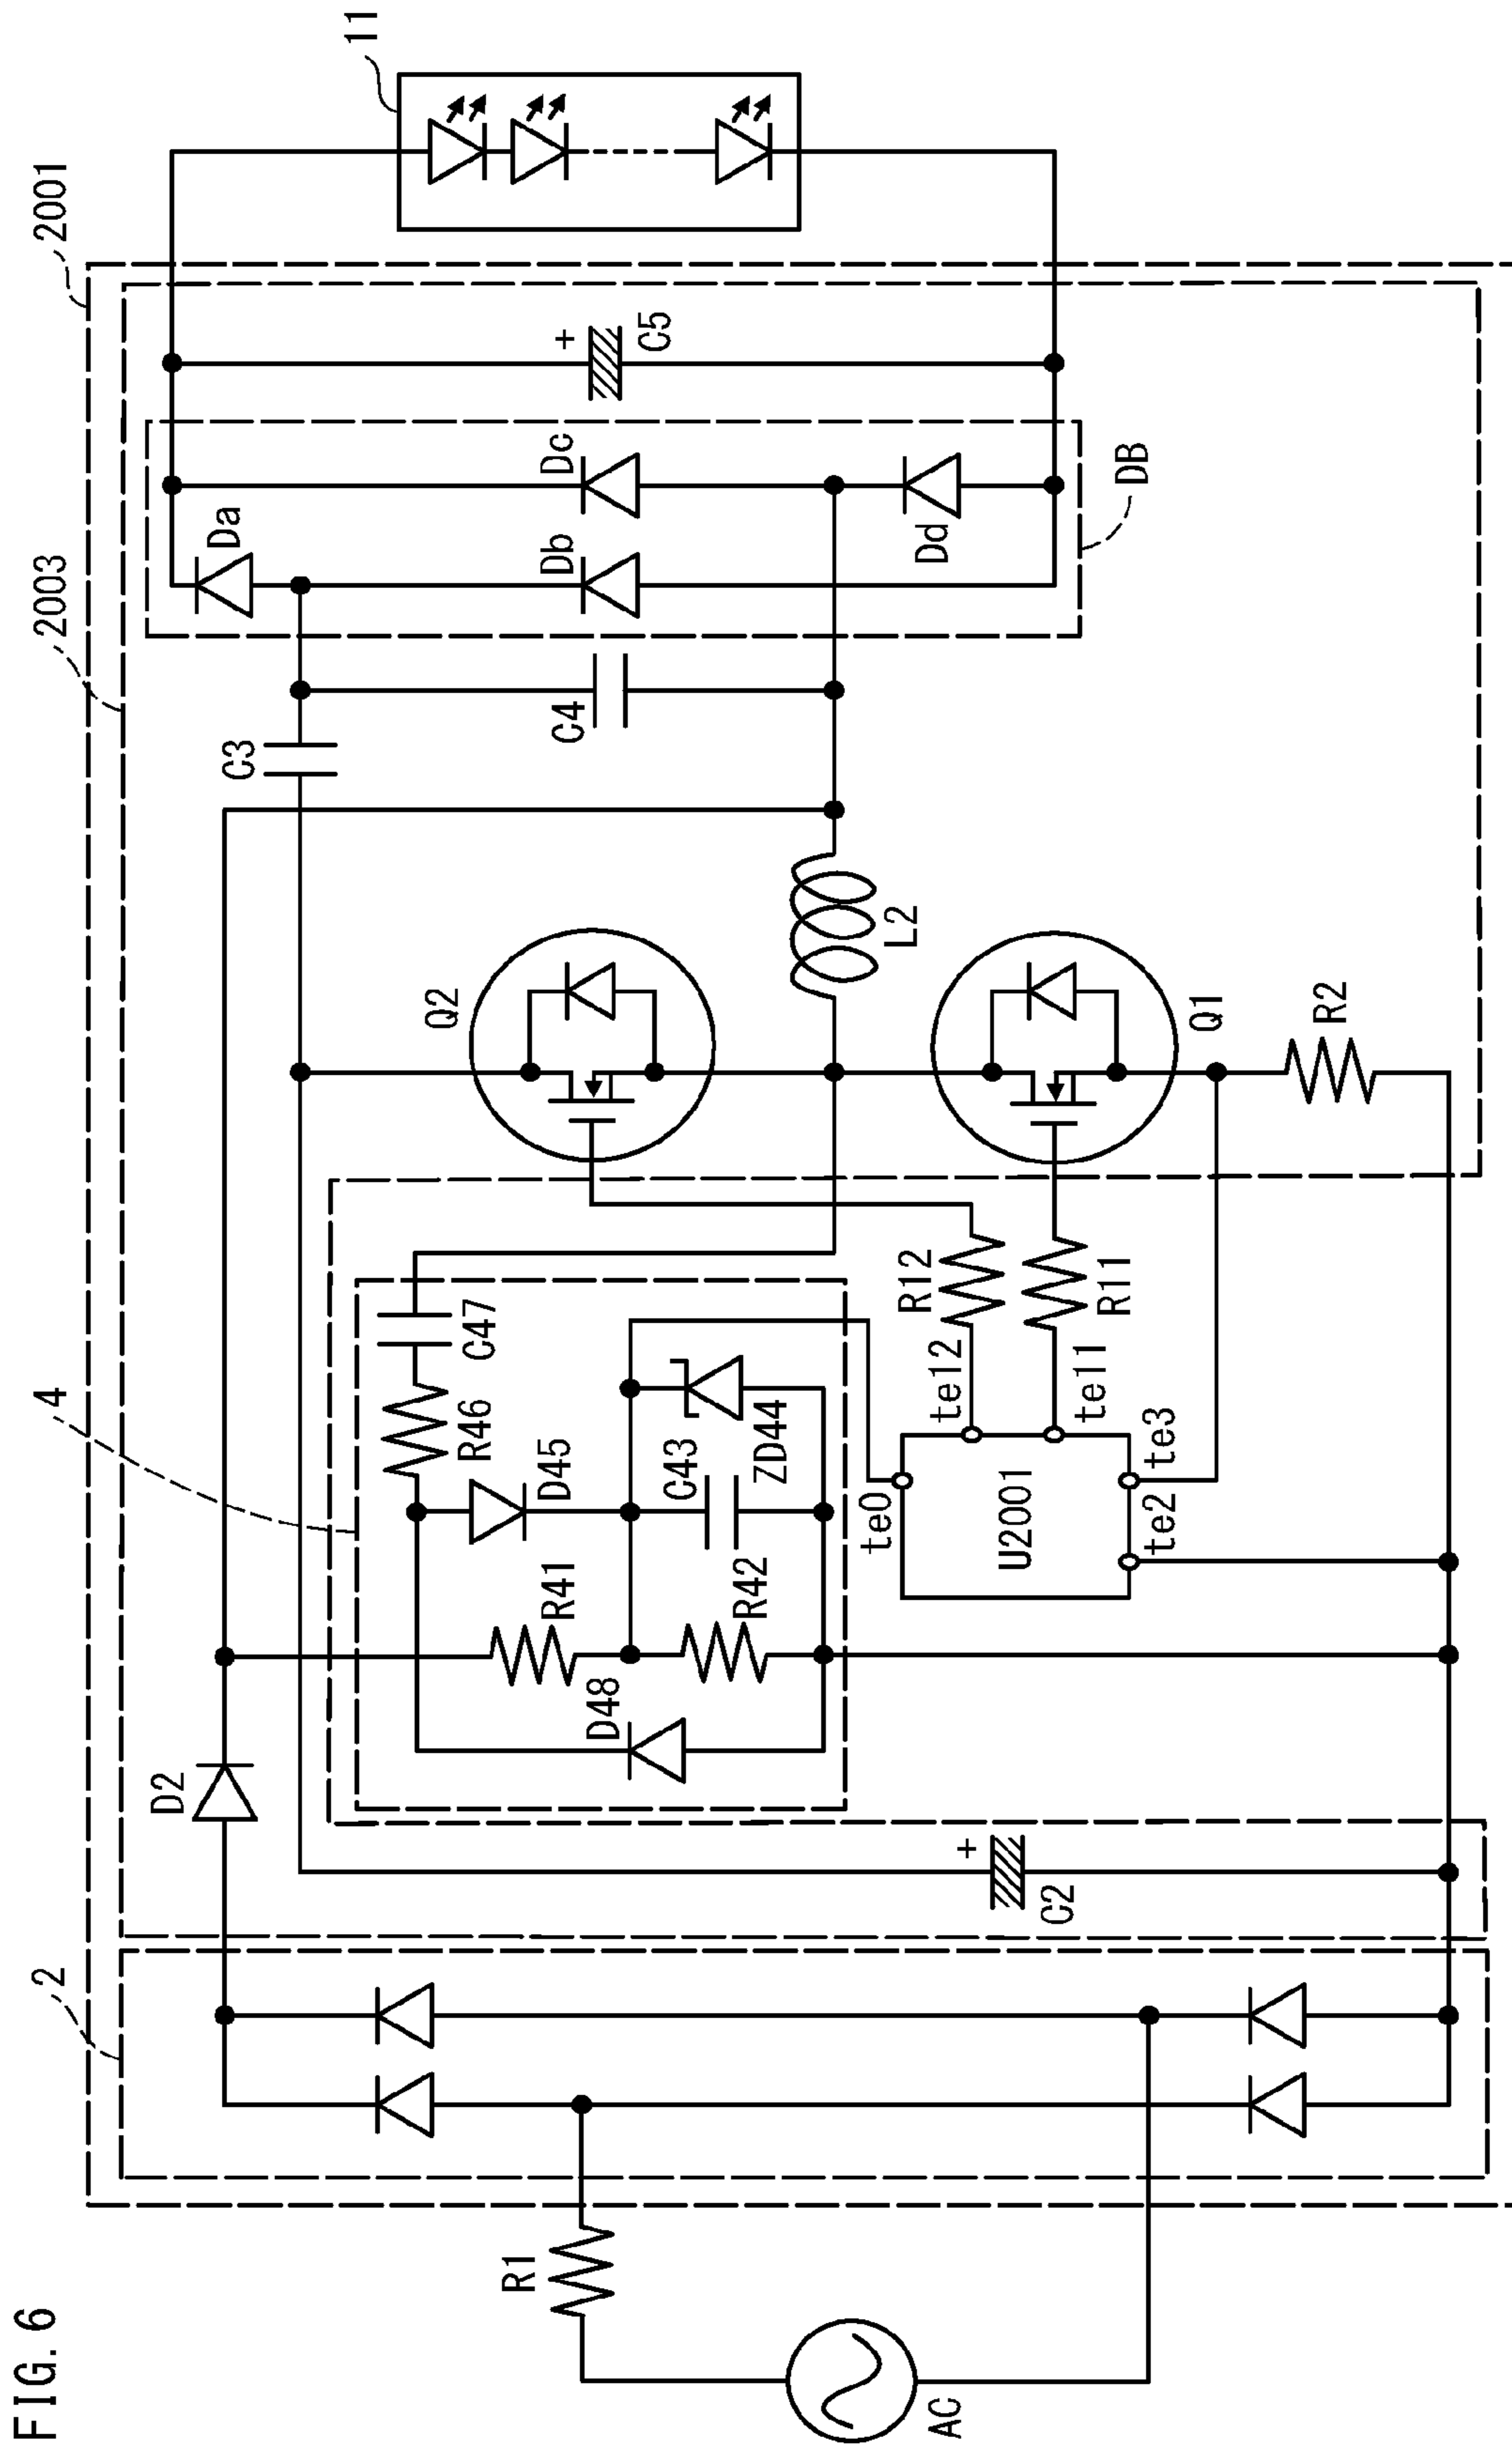 FIG. 6
2001
2003
2
4
11
D2
Da
C3
Db
Dc
C5
+
C4
DB
Dd
Q2
L2
Q1
R2
C47
R46
D45
R41
C43
ZD44
R42
D48
R12
R11
te12
te11
te0
te3
te2
U2001
+
C2
R1
AC